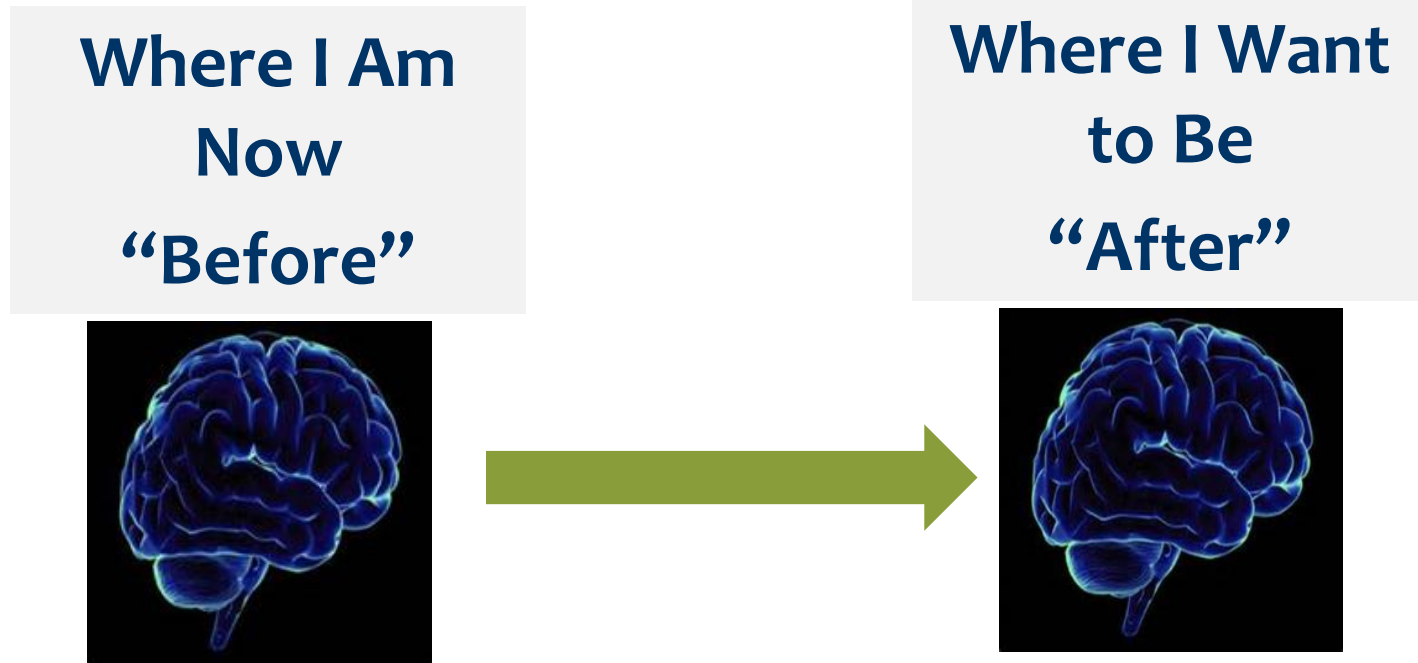 Where I Am
Now
“Before”
Where I Want
to Be
“After”